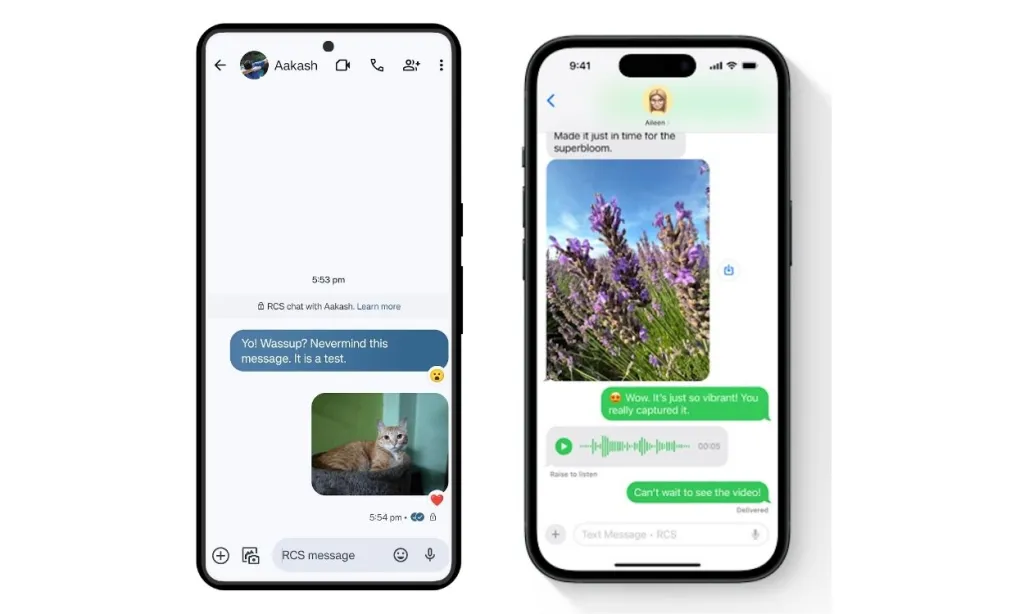 Aakash
5:53 pm
RCS chat with Aakash. Learn more
Yo! Wassup? Nevermind this
message. It is a test.
5:54 pm
RCS message
9:41
Aileen
Made it just in time for the
superbloom.
😍 Wow. It's just so vibrant! You
really captured it.
00:05
Raise to listen
Can't wait to see the video!
Delivered
Text Message • RCS